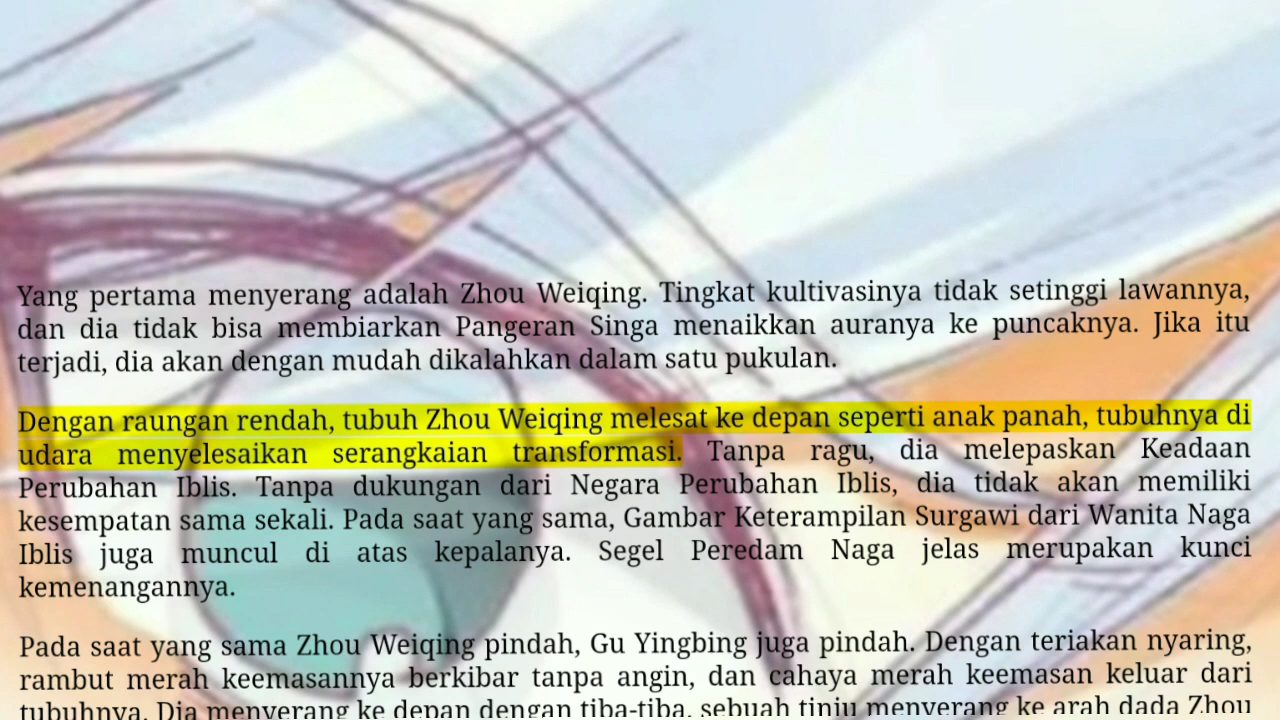 Yang pertama menyerang adalah Zhou Weiqing. Tingkat kultivasinya tidak setinggi lawannya,
dan dia tidak bisa membiarkan Pangeran Singa menaikkan auranya ke puncaknya. Jika itu
terjadi, dia akan dengan mudah dikalahkan dalam satu pukulan.
Dengan raungan rendah, tubuh Zhou Weiqing melesat ke depan seperti anak panah, tubuhnya di
udara menyelesaikan serangkaian transformasi. Tanpa ragu, dia melepaskan Keadaan
Perubahan Iblis. Tanpa dukungan dari Negara Perubahan Iblis, dia tidak akan memiliki
kesempatan sama sekali. Pada saat yang sama, Gambar Keterampilan Surgawi dari Wanita Naga
Iblis juga muncul di atas kepalanya. Segel Peredam Naga jelas merupakan kunci
kemenangannya.
Pada saat yang sama Zhou Weiqing pindah, Gu Yingbing juga pindah. Dengan teriakan nyaring,
rambut merah keemasannya berkibar tanpa angin, dan cahaya merah keemasan keluar dari
tubuhnya. Dia menyerang ke depan dengan tiba-tiba, sebuah tinju menyerang ke arah dada Zhou